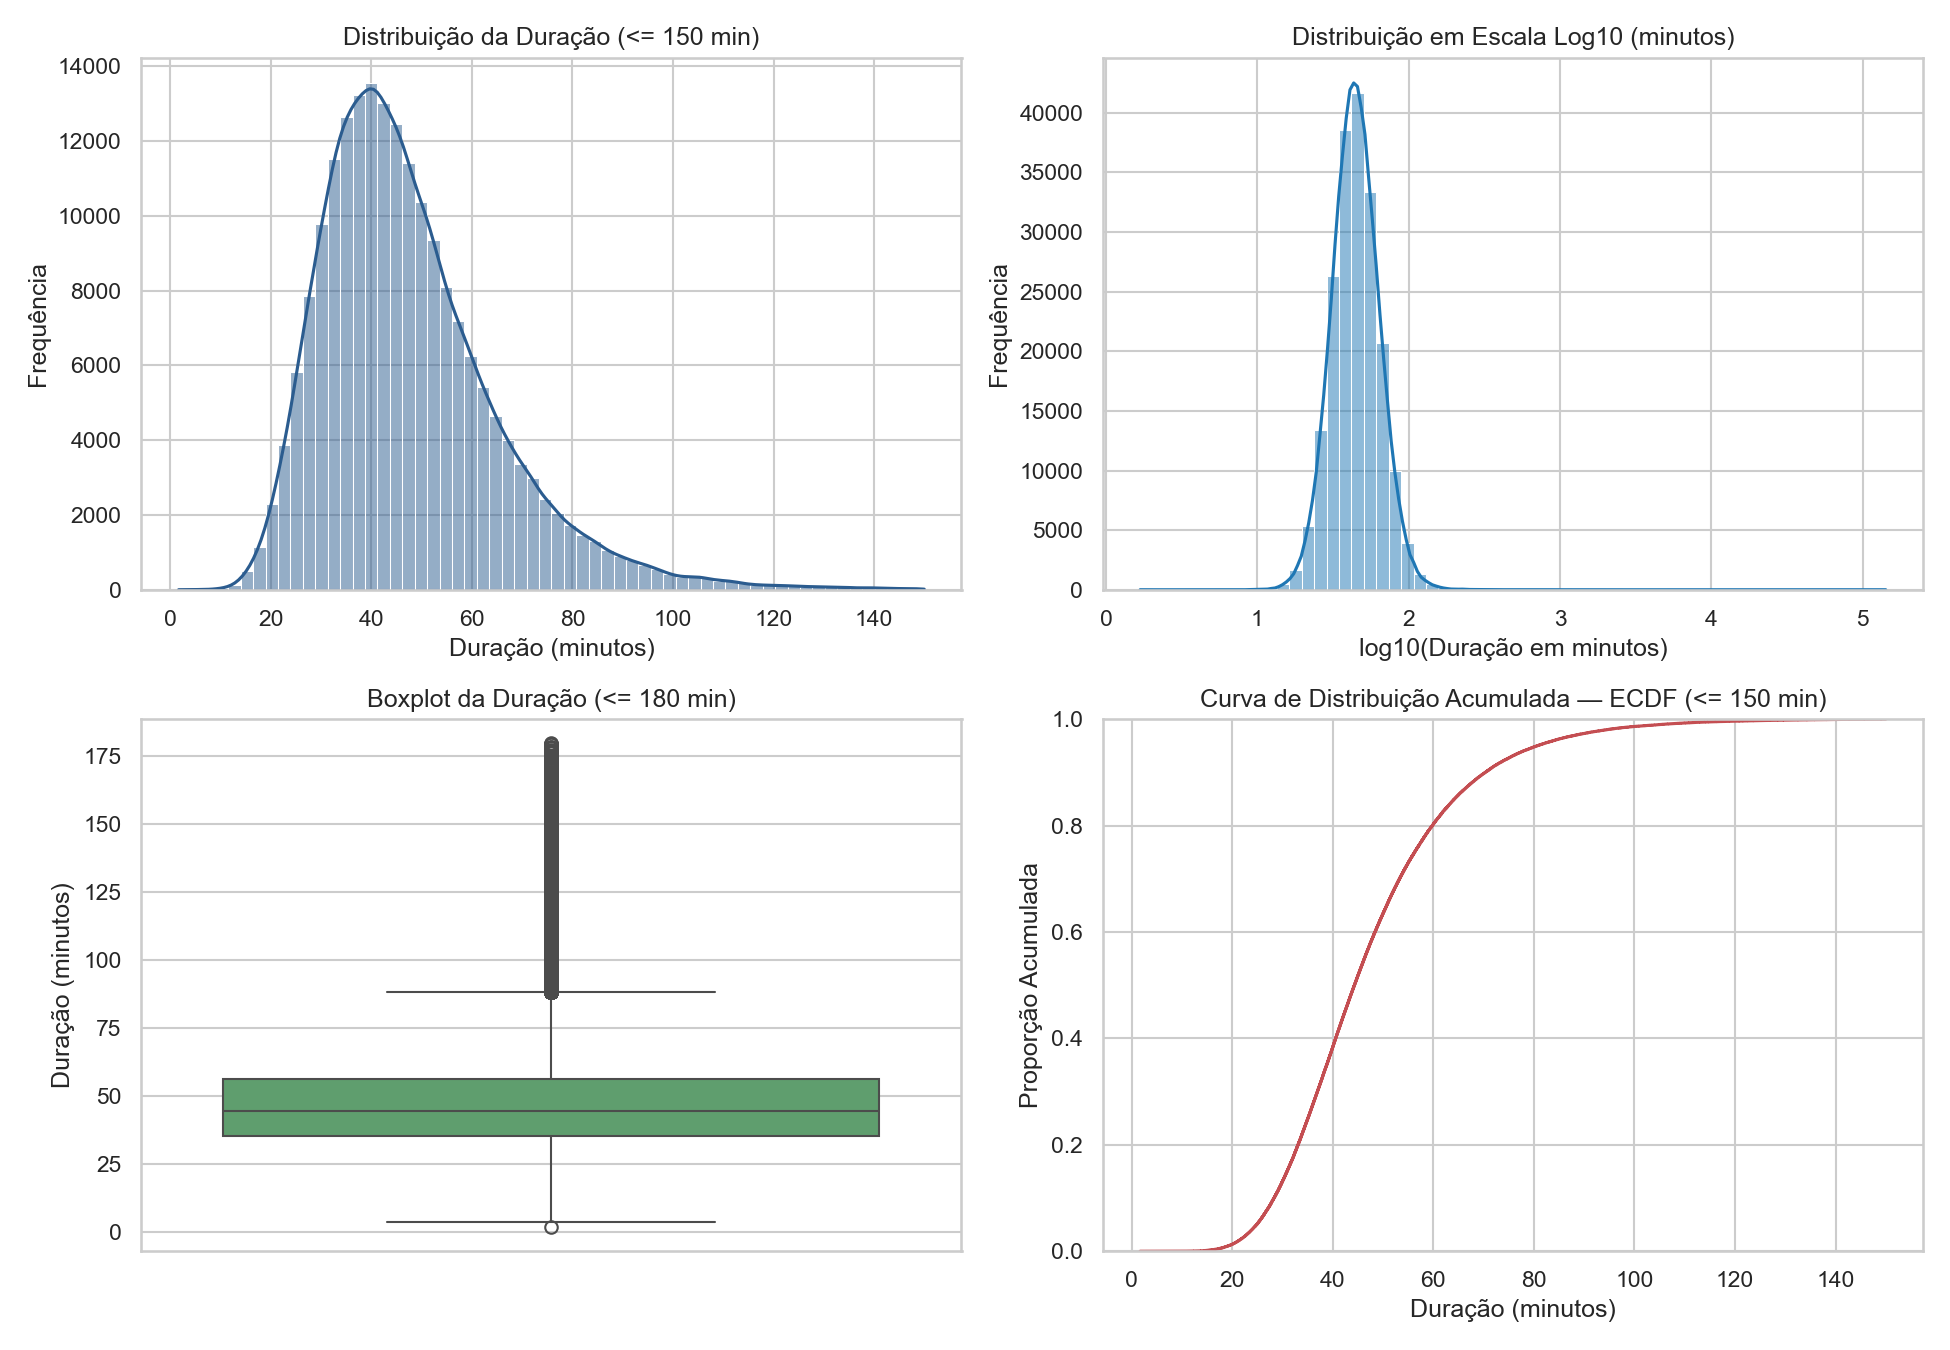 Distribuição da Duração (<= 150 min)
14000
12000
10000
8000
6000
4000
2000
0
Frequência
0 20 40 60 80 100 120 140
Duração (minutos)
Distribuição em Escala Log10 (minutos)
40000
35000
30000
25000
20000
15000
10000
5000
0
Frequência
0 1 2 3 4 5
log10(Duração em minutos)
Boxplot da Duração (<= 180 min)
175
150
125
100
75
50
25
0
Duração (minutos)
Curva de Distribuição Acumulada — ECDF (<= 150 min)
1.0
0.8
0.6
0.4
0.2
0.0
Proporção Acumulada
0 20 40 60 80 100 120 140
Duração (minutos)